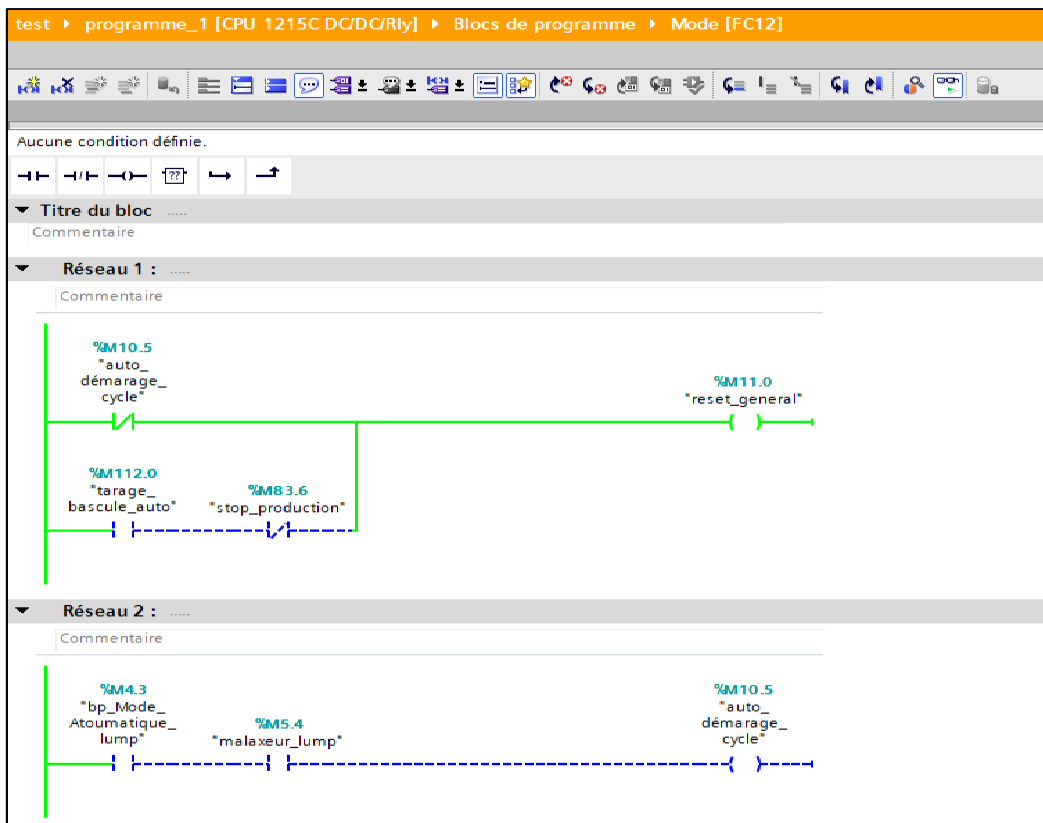 test ▸ programme_1 [CPU 1215C DC/DC/Rly] ▸ Blocs de programme ▸ Mode [FC12]
Aucune condition définie.
??
Titre du bloc .....
Commentaire
Réseau 1 : .....
Commentaire
%M10.5
"auto_
démarage_
cycle"
%M11.0
"reset_general"
%M112.0
"tarage_
bascule_auto"
%M83.6
"stop_production"
Réseau 2 : .....
Commentaire
%M4.3
"bp_Mode_
Atoumatique_
lump"
%M5.4
"malaxeur_lump"
%M10.5
"auto_
démarage_
cycle"